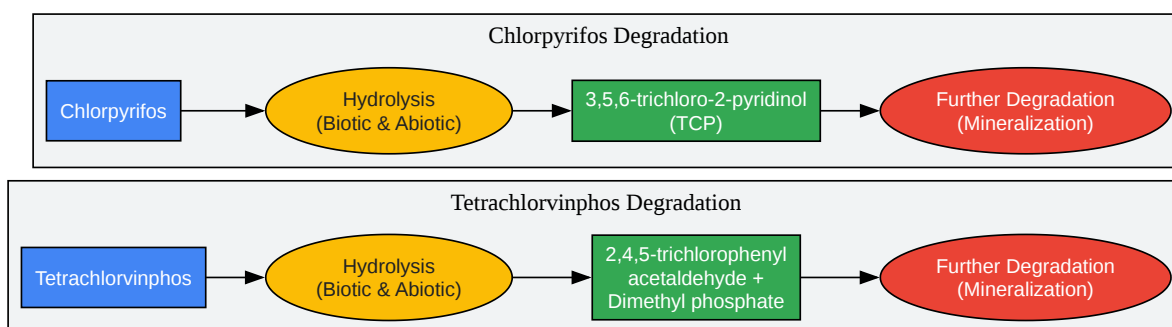 Chlorpyrifos Degradation
Chlorpyrifos
Hydrolysis
(Biotic & Abiotic)
3,5,6-trichloro-2-pyridinol
(TCP)
Further Degradation
(Mineralization)
Tetrachlorvinphos Degradation
Tetrachlorvinphos
Hydrolysis
(Biotic & Abiotic)
2,4,5-trichlorophenyl
acetaldehyde +
Dimethyl phosphate
Further Degradation
(Mineralization)